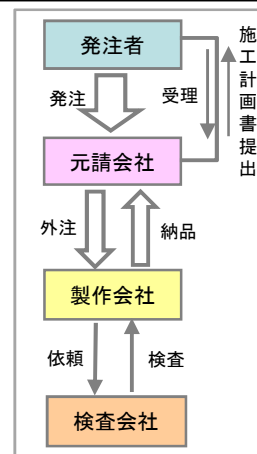 発注者
発注
受理
施工計画書提出
元請会社
外注
納品
製作会社
依頼
検査
検査会社